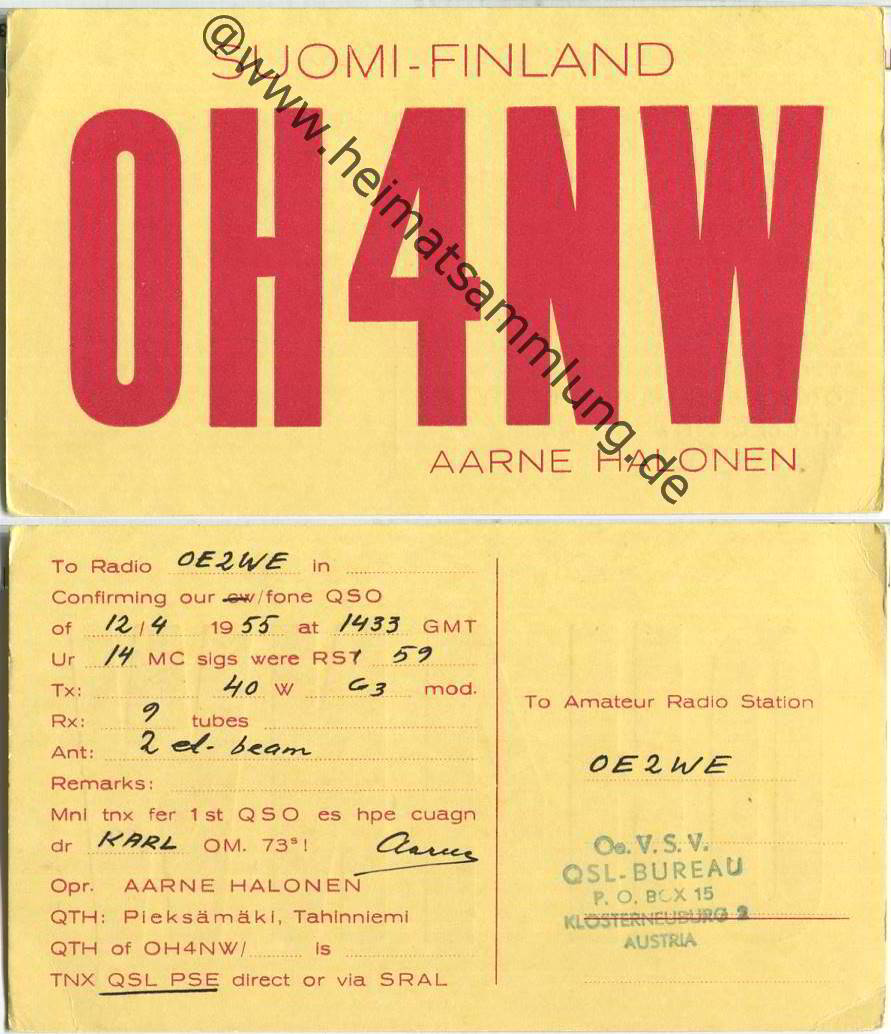 SUOMI-FINLAND
OH4NW
AARNE HALONEN
@www.heimatsammlung.de
To Radio OE2WE in
Confirming our cw/fone QSO
of 12/4 1955 at 1433 GMT
Ur 14 MC sigs were RST 59
Tx: 40 W G3 mod.
Rx: 9 tubes
Ant: 2 el- beam
Remarks:
Mni tnx fer 1st QSO es hpe cuagn
dr KARL OM. 73s! Aarne
Opr. AARNE HALONEN
QTH: Pieksämäki, Tahinniemi
QTH of OH4NW/ is
TNX QSL PSE direct or via SRAL
To Amateur Radio Station
OE2WE
Oe. V. S. V.
QSL-BUREAU
P. O. BOX 15
KLOSTERNEUBURG 2
AUSTRIA